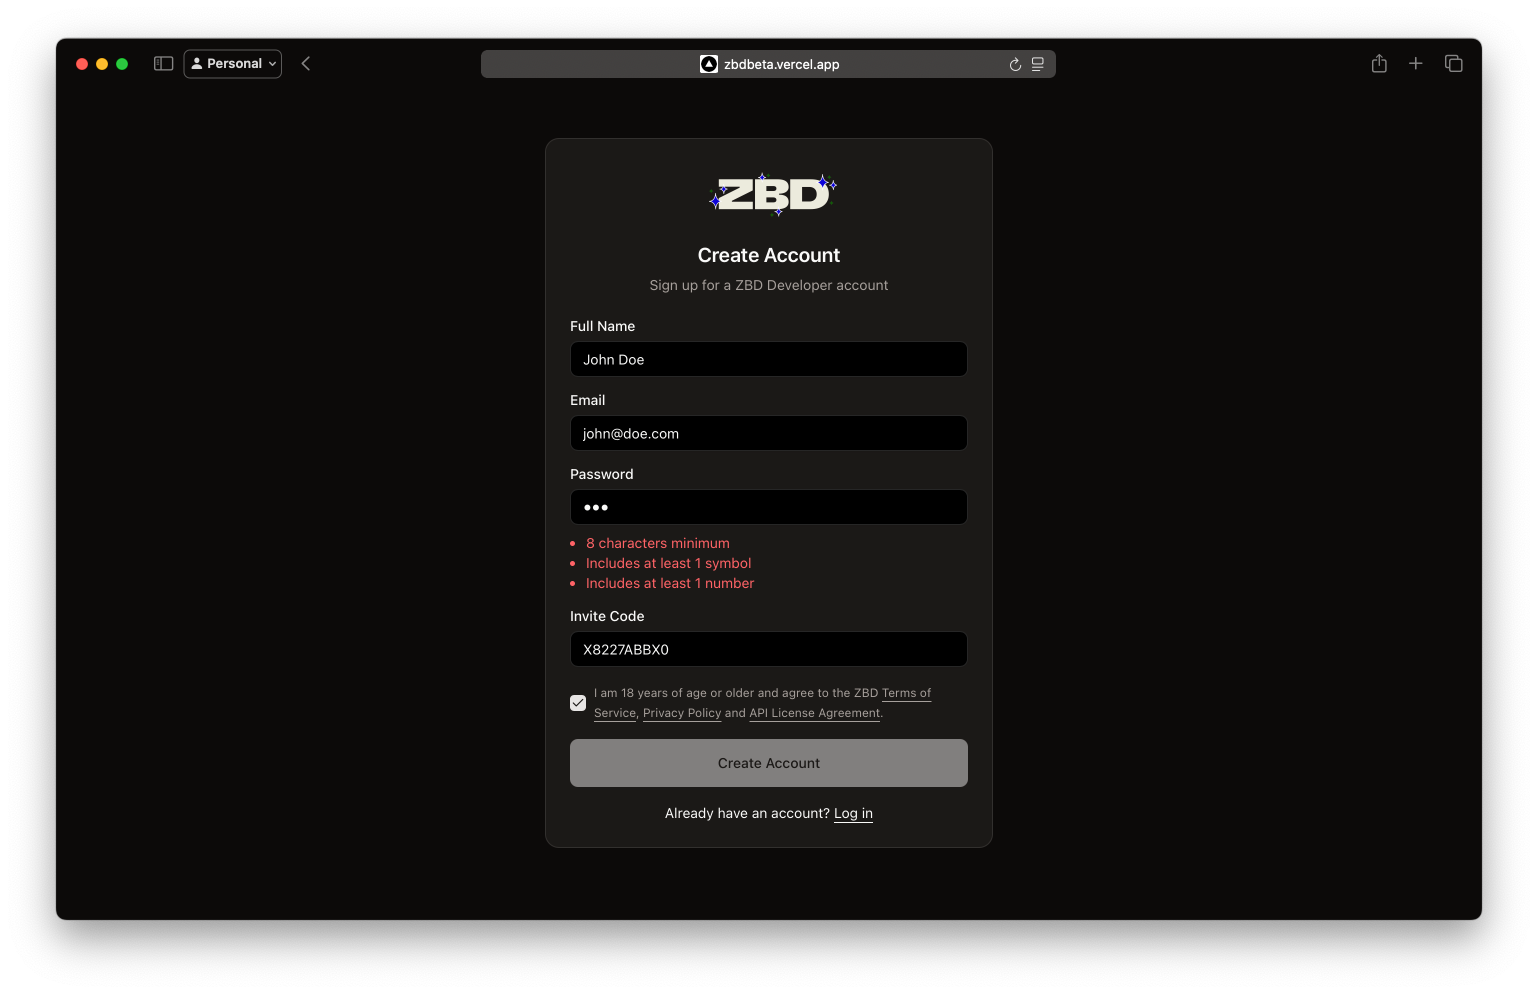 Personal
zbdbeta.vercel.app
ZBD
Create Account
Sign up for a ZBD Developer account
Full Name
John Doe
Email
john@doe.com
Password
•••
• 8 characters minimum
• Includes at least 1 symbol
• Includes at least 1 number
Invite Code
X8227ABBX0
I am 18 years of age or older and agree to the ZBD Terms of
Service, Privacy Policy and API License Agreement.
Create Account
Already have an account? Log in